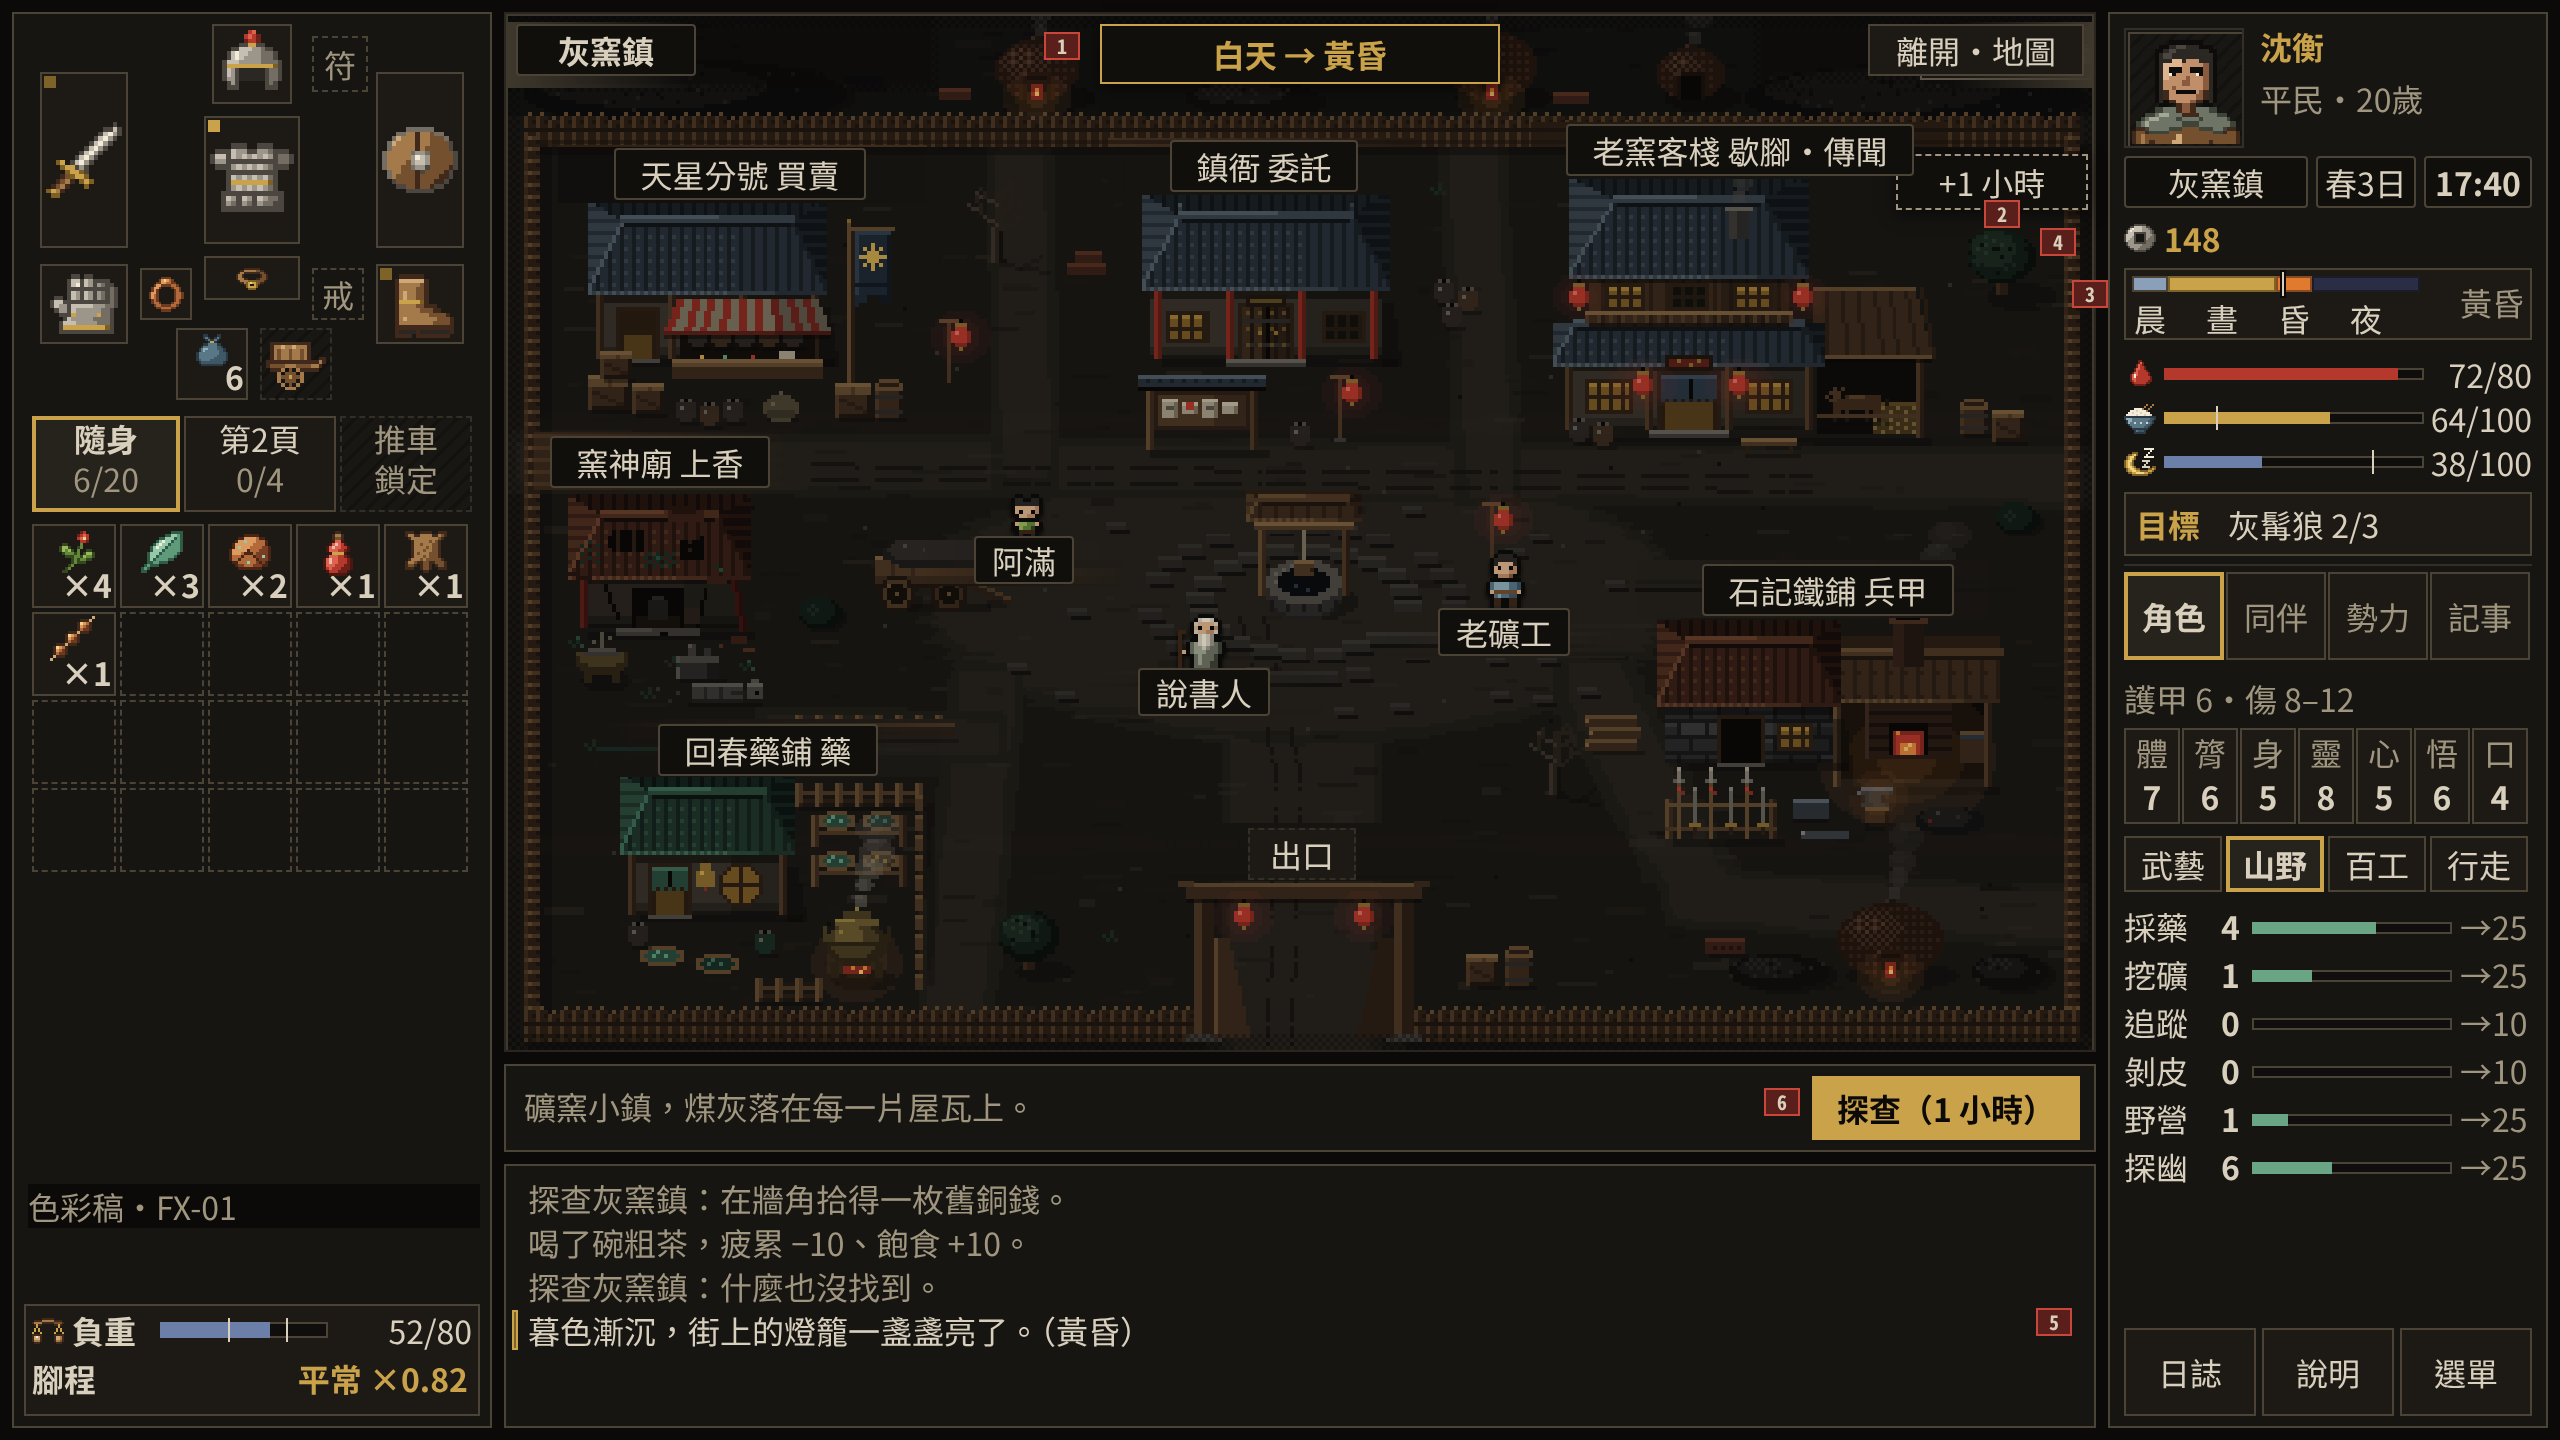 符
戒
6
隨身
6/20
第2頁
0/4
推車
鎖定
×4
×3
×2
×1
×1
×1
色彩稿・FX-01
負重
52/80
腳程
平常 ×0.82
灰窯鎮
1
白天→黃昏
離開・地圖
天星分號 買賣
鎮衙 委託
老窯客棧 歇腳・傳聞
+1 小時
2
4
3
窯神廟 上香
阿滿
老礦工
說書人
石記鐵鋪 兵甲
回春藥鋪 藥
出口
礦窯小鎮，煤灰落在每一片屋瓦上。
6
探查（1 小時）
探查灰窯鎮：在牆角拾得一枚舊銅錢。
喝了碗粗茶，疲累 −10、飽食 +10。
探查灰窯鎮：什麼也沒找到。
暮色漸沉，街上的燈籠一盞盞亮了。（黃昏）
5
沈衡
平民・20歲
灰窯鎮
春3日
17:40
148
晨 晝 昏 夜
黃昏
72/80
64/100
38/100
目標 灰髯狼 2/3
角色
同伴
勢力
記事
護甲 6・傷 8–12
體 膂 身 靈 心 悟 口
7 6 5 8 5 6 4
武藝
山野
百工
行走
採藥 4 →25
挖礦 1 →25
追蹤 0 →10
剝皮 0 →10
野營 1 →25
探幽 6 →25
日誌
說明
選單